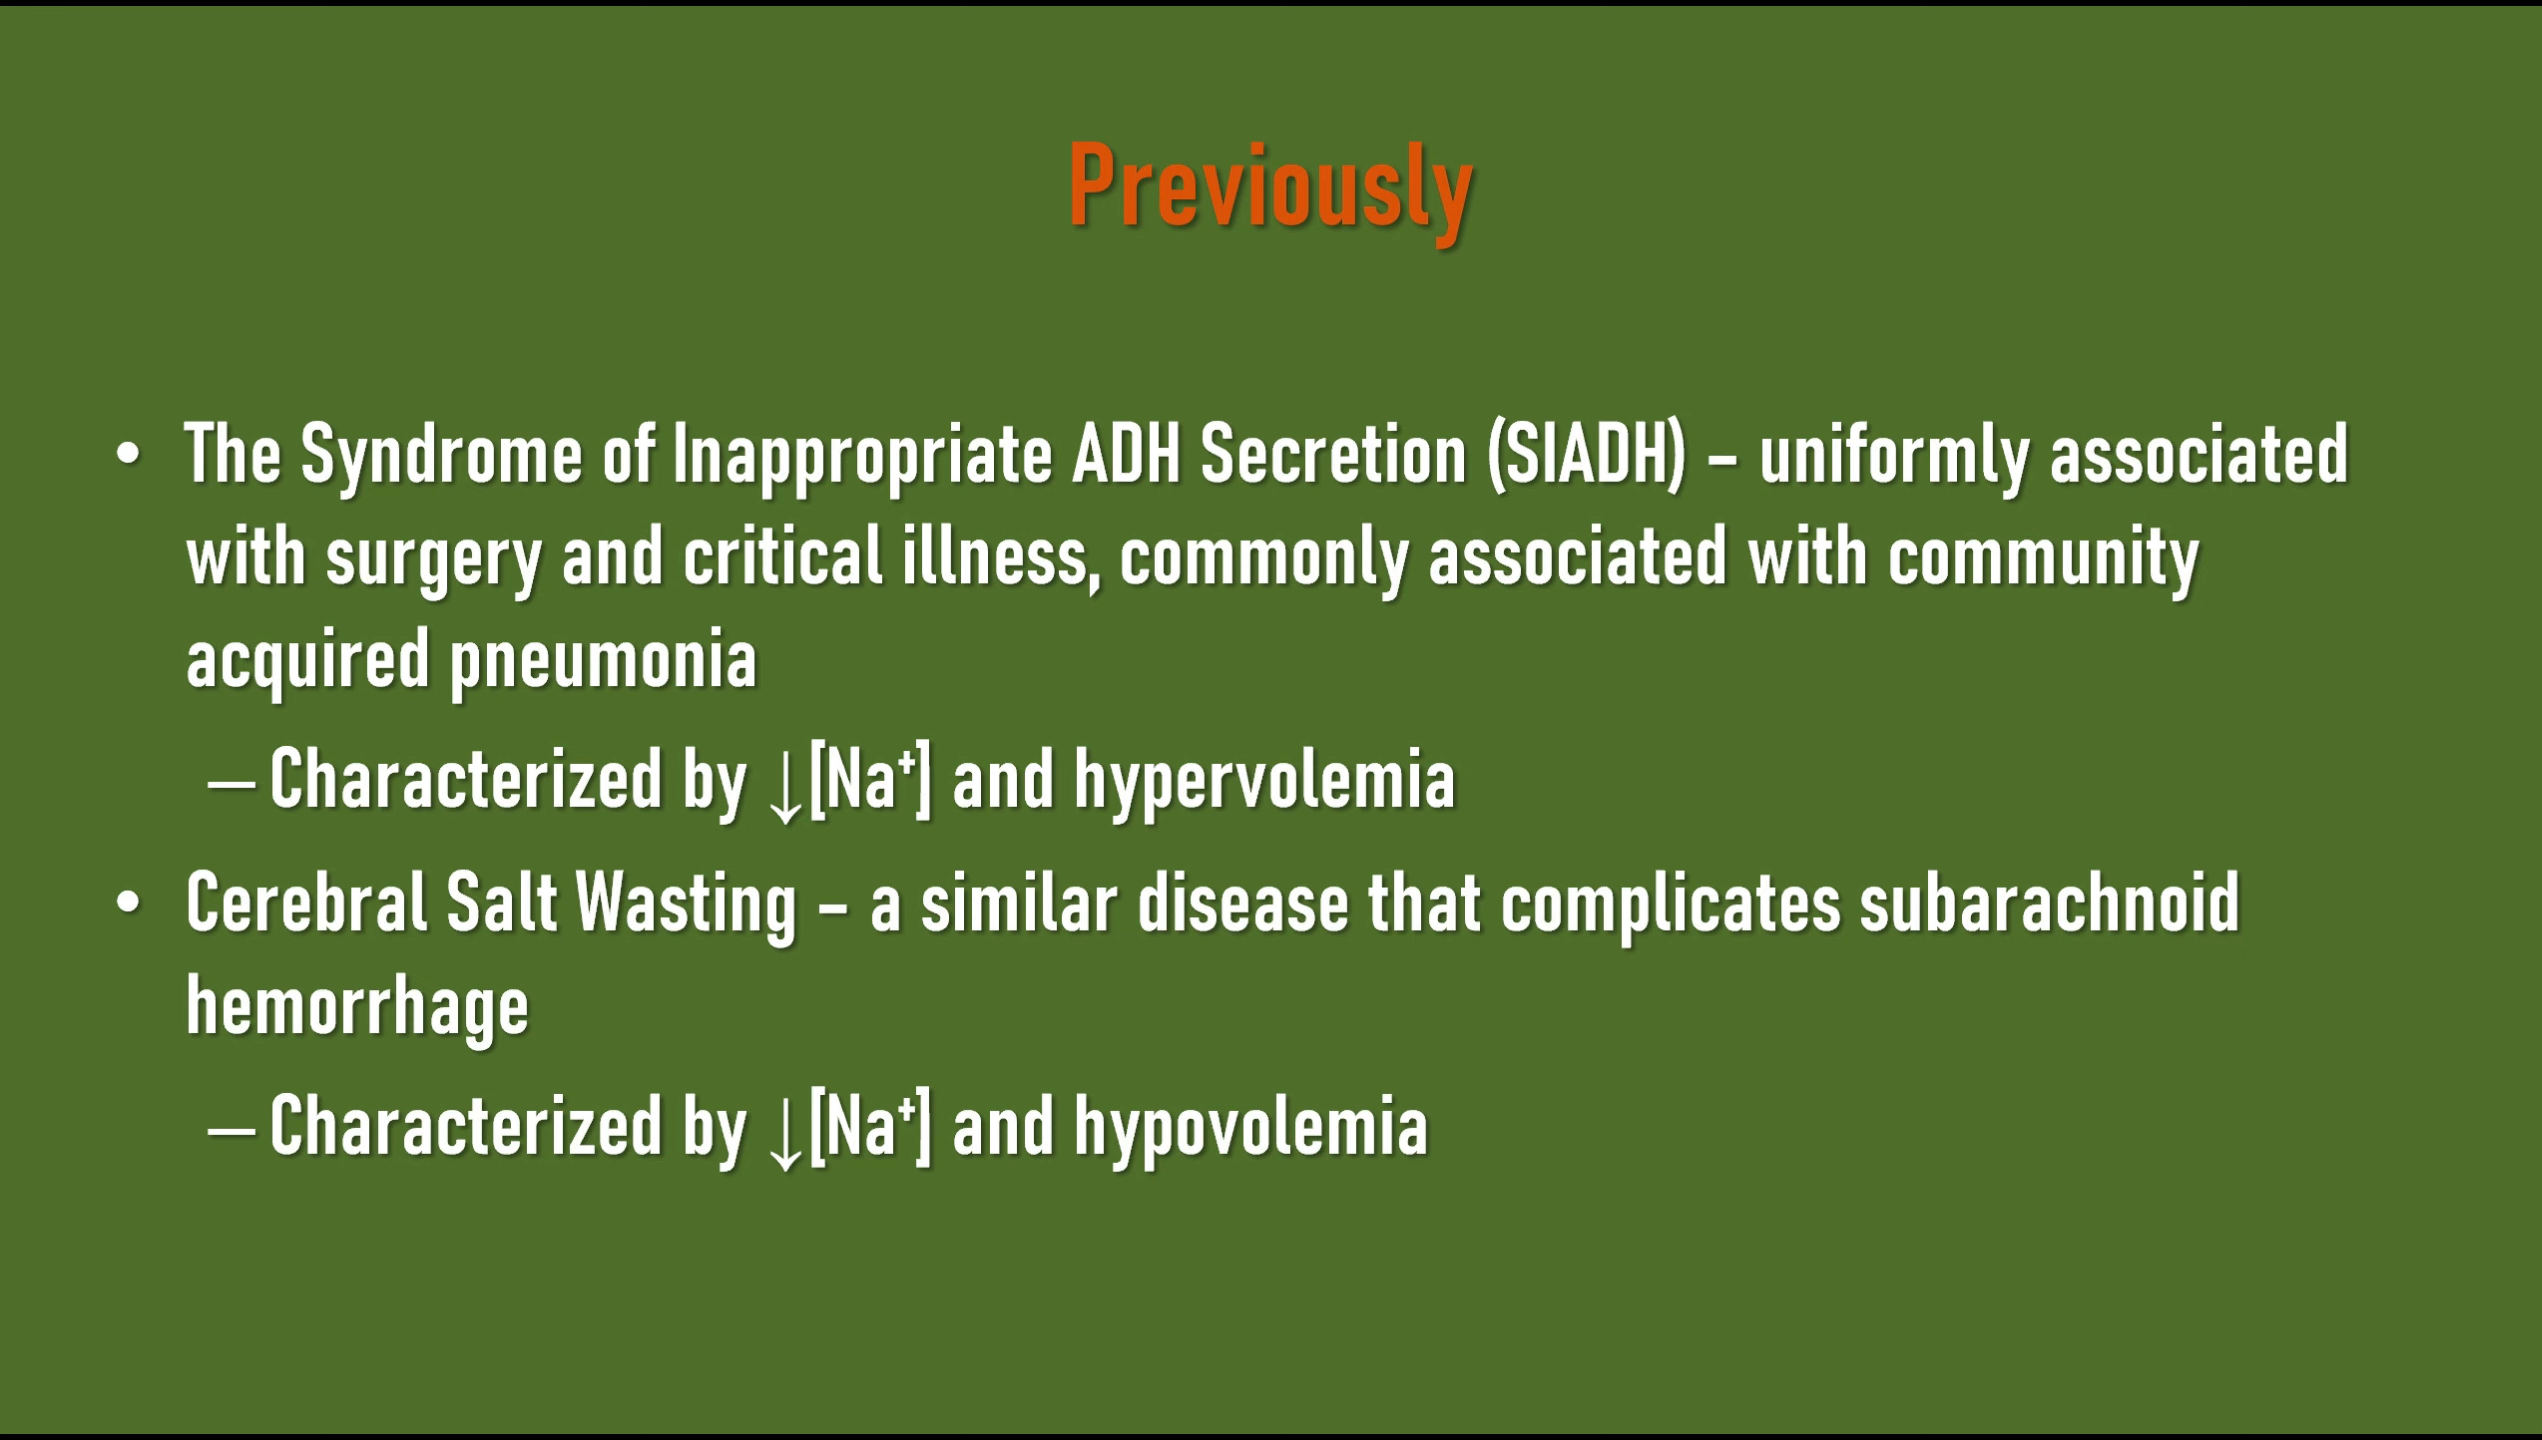 Previously
• The Syndrome of Inappropriate ADH Secretion (SIADH) – uniformly associated
with surgery and critical illness, commonly associated with community
acquired pneumonia
– Characterized by ↓[Na⁺] and hypervolemia
• Cerebral Salt Wasting – a similar disease that complicates subarachnoid
hemorrhage
– Characterized by ↓[Na⁺] and hypovolemia